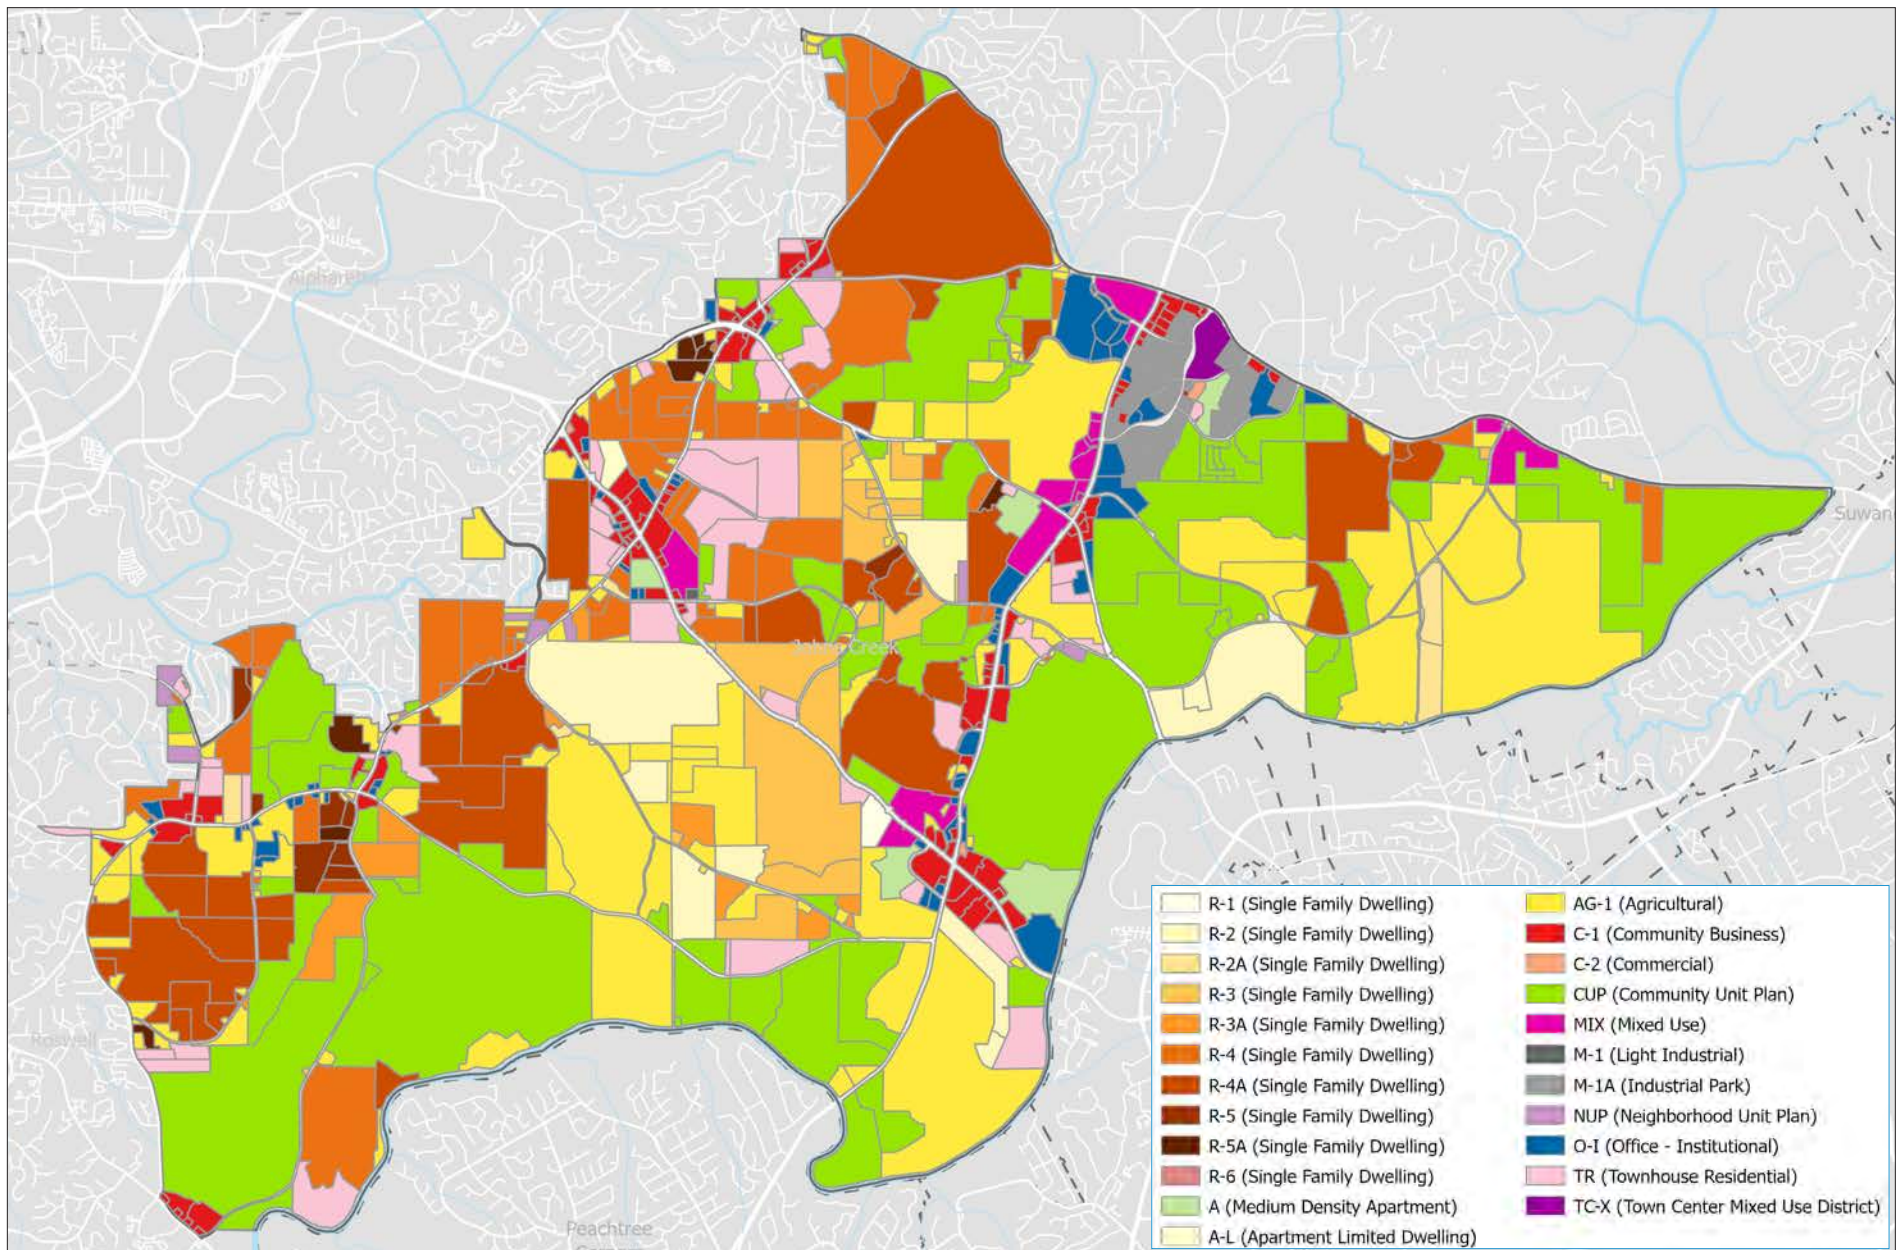 Alpharett
Suwan
Johns Creek
Roswell
Peachtree
Corners
R-1 (Single Family Dwelling)
R-2 (Single Family Dwelling)
R-2A (Single Family Dwelling)
R-3 (Single Family Dwelling)
R-3A (Single Family Dwelling)
R-4 (Single Family Dwelling)
R-4A (Single Family Dwelling)
R-5 (Single Family Dwelling)
R-5A (Single Family Dwelling)
R-6 (Single Family Dwelling)
A (Medium Density Apartment)
A-L (Apartment Limited Dwelling)
AG-1 (Agricultural)
C-1 (Community Business)
C-2 (Commercial)
CUP (Community Unit Plan)
MIX (Mixed Use)
M-1 (Light Industrial)
M-1A (Industrial Park)
NUP (Neighborhood Unit Plan)
O-I (Office - Institutional)
TR (Townhouse Residential)
TC-X (Town Center Mixed Use District)